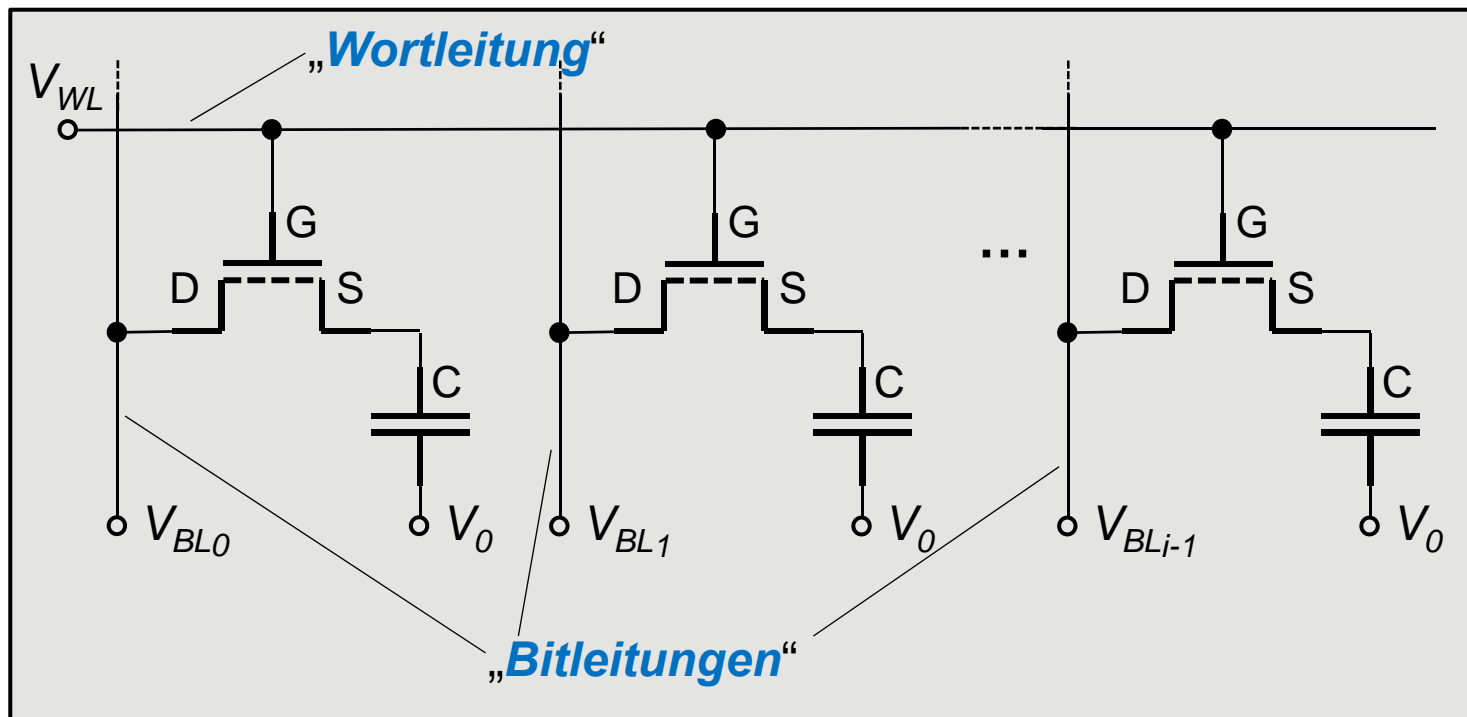 „Wortleitung“
V_WL
G G G
D S D S ... D S
C C C
V_BL0 V_0 V_BL1 V_0 V_BLi-1 V_0
„Bitleitungen“